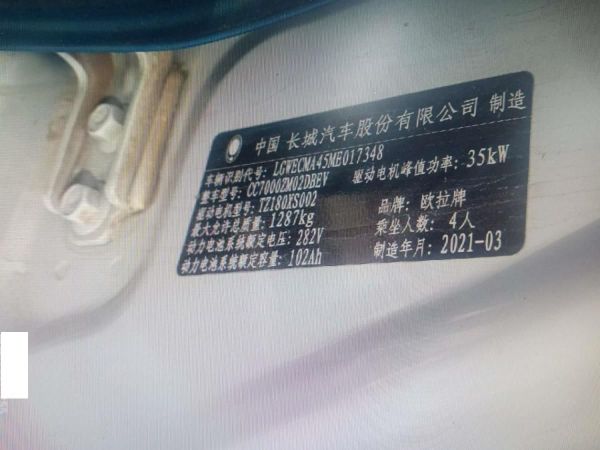 中国 长城汽车股份有限公司 制造
车辆识别代号: LGWECMA45ME017348
整车型号: CC7000ZM02DBEV 驱动电机峰值功率: 35kW
驱动电机型号: TZ180XS002
最大允许总质量: 1287kg 品牌: 欧拉牌
动力电池系统额定电压: 282V 乘坐人数: 4人
动力电池系统额定容量: 102Ah 制造年月: 2021-03